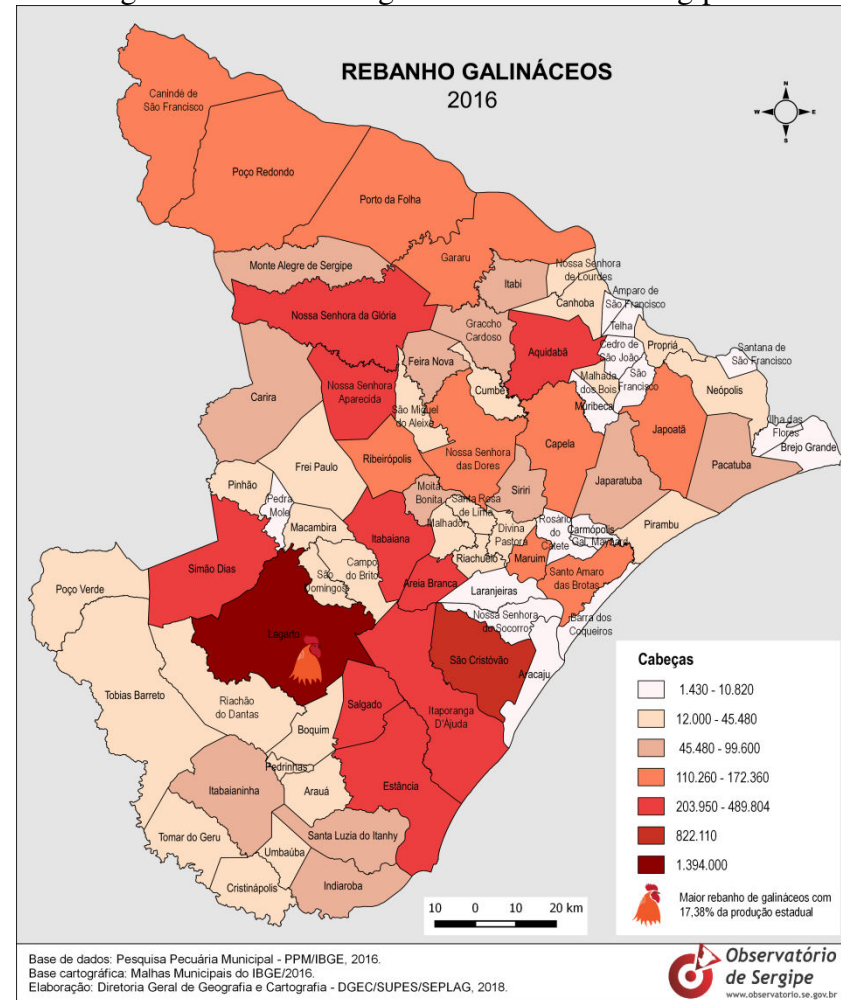 REBANHO GALINÁCEOS
2016
N
W
E
S
Canindé de
São Francisco
Poço Redondo
Porto da Folha
Monte Alegre de Sergipe
Gararu
Itabi
Nossa Senhora
de Lourdes
Amparo de
São Francisco
Canhoba
Telha
Nossa Senhora da Glória
Graccho
Cardoso
Aquidabã
Cedro de
São João
Propriá
Santana de
São Francisco
Feira Nova
Nossa Senhora
Aparecida
Cumbe
Malhada
dos Bois
São
Francisco
Neópolis
Carira
São Miguel
do Aleixo
Muribeca
Ilha das
Flores
Brejo Grande
Nossa Senhora
das Dores
Capela
Japoatã
Pacatuba
Frei Paulo
Ribeirópolis
Pinhão
Pedra
Mole
Moita
Bonita
Siriri
Japaratuba
Santa Rosa
de Lima
Macambira
Itabaiana
Malhador
Divina
Pastora
Rosário
do
Catete
Carmópolis
Gal. Maynard
Pirambu
Simão Dias
São
Domingos
Campo
do Brito
Riachuelo
Maruim
Areia Branca
Santo Amaro
das Brotas
Poço Verde
Laranjeiras
Nossa Senhora
do Socorro
Barra dos
Coqueiros
Lagarto
São Cristóvão
Aracaju
Tobias Barreto
Riachão
do Dantas
Salgado
Itaporanga
D'Ajuda
Boquim
Pedrinhas
Estância
Arauá
Itabaianinha
Santa Luzia do Itanhy
Tomar do Geru
Umbaúba
Cristinápolis
Indiaroba
Cabeças
1.430 - 10.820
12.000 - 45.480
45.480 - 99.600
110.260 - 172.360
203.950 - 489.804
822.110
1.394.000
Maior rebanho de galináceos com
17,38% da produção estadual
10 0 10 20 km
Base de dados: Pesquisa Pecuária Municipal - PPM/IBGE, 2016.
Base cartográfica: Malhas Municipais do IBGE/2016.
Elaboração: Diretoria Geral de Geografia e Cartografia - DGEC/SUPES/SEPLAG, 2018.
Observatório
de Sergipe
www.observatorio.se.gov.br